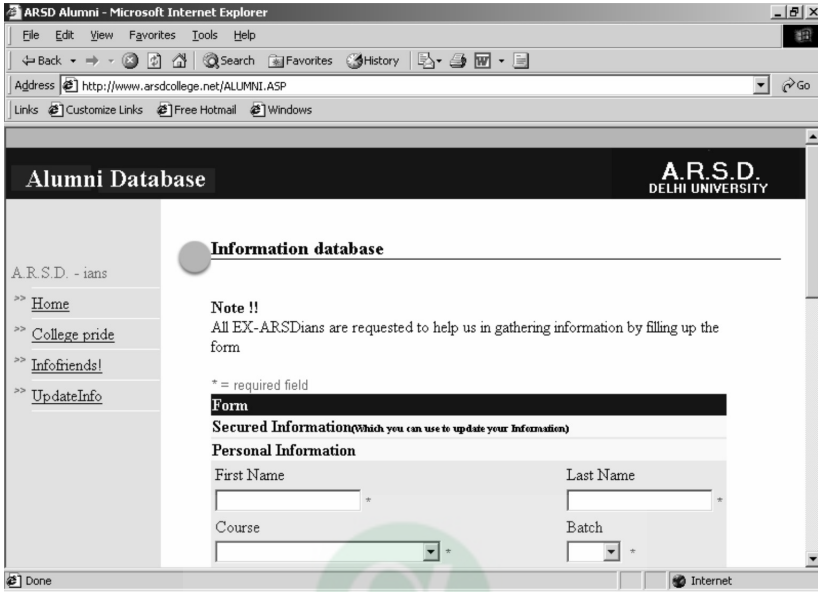 ARSD Alumni - Microsoft Internet Explorer
File Edit View Favorites Tools Help
Back Search Favorites History
Address http://www.arsdcollege.net/ALUMNI.ASP Go
Links Customize Links Free Hotmail Windows
Alumni Database
A.R.S.D.
DELHI UNIVERSITY
A.R.S.D. - ians
>> Home
>> College pride
>> Infofriends!
>> UpdateInfo
Information database
Note !!
All EX-ARSDians are requested to help us in gathering information by filling up the
form
* = required field
Form
Secured Information(Which you can use to update your Information)
Personal Information
First Name Last Name
* *
Course Batch
* *
Done Internet